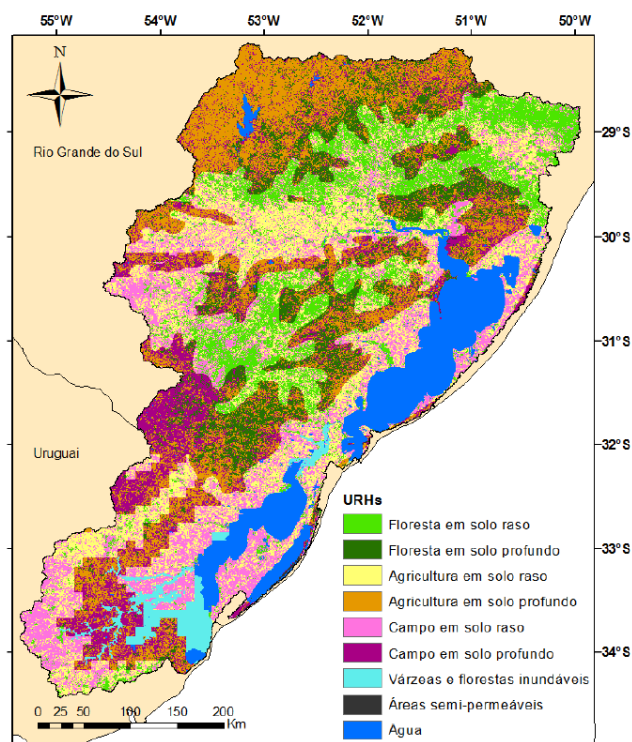 55°W 54°W 53°W 52°W 51°W 50°W
N
29°S
Rio Grande do Sul
30°S
31°S
32°S
Uruguai
URHs
Floresta em solo raso
33°S
Floresta em solo profundo
Agricultura em solo raso
Agricultura em solo profundo
Campo em solo raso
34°S
Campo em solo profundo
Várzeas e florestas inundáveis
Áreas semi-permeáveis
0 25 50 100 150 200
Km
Agua